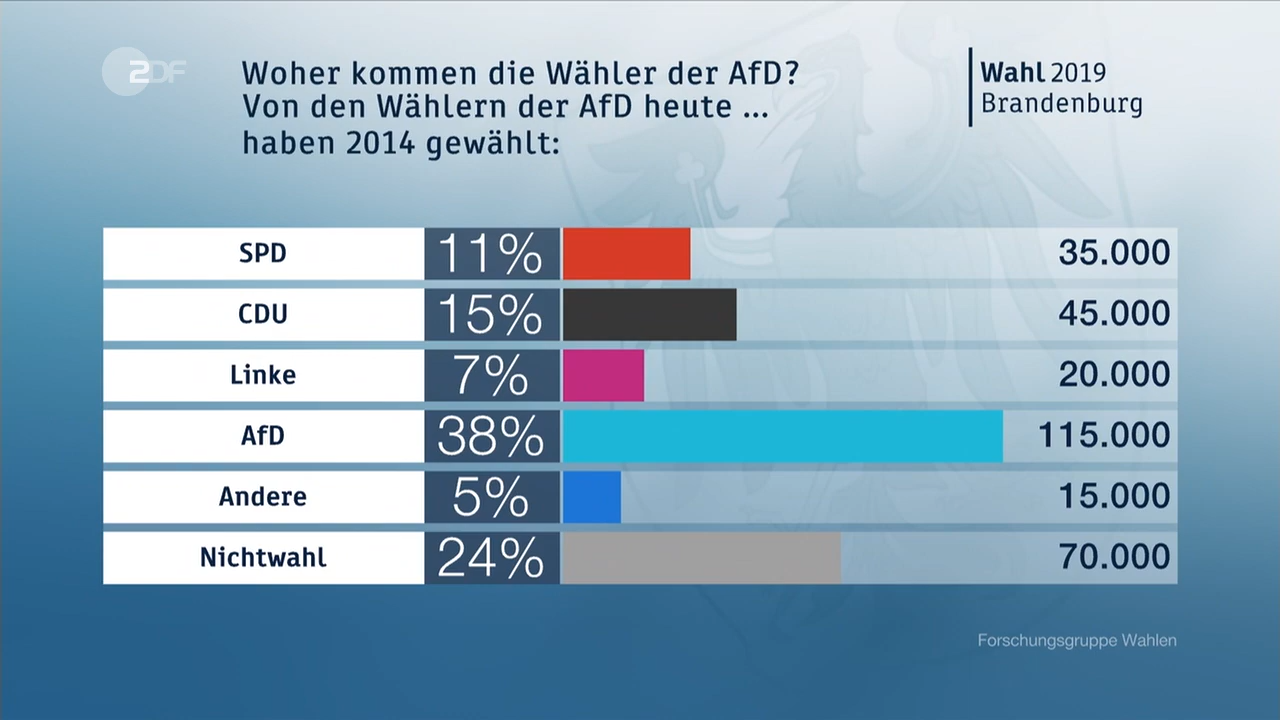 ZDF
Woher kommen die Wähler der AfD?
Von den Wählern der AfD heute ...
haben 2014 gewählt:
Wahl 2019
Brandenburg
SPD 11% 35.000
CDU 15% 45.000
Linke 7% 20.000
AfD 38% 115.000
Andere 5% 15.000
Nichtwahl 24% 70.000
Forschungsgruppe Wahlen